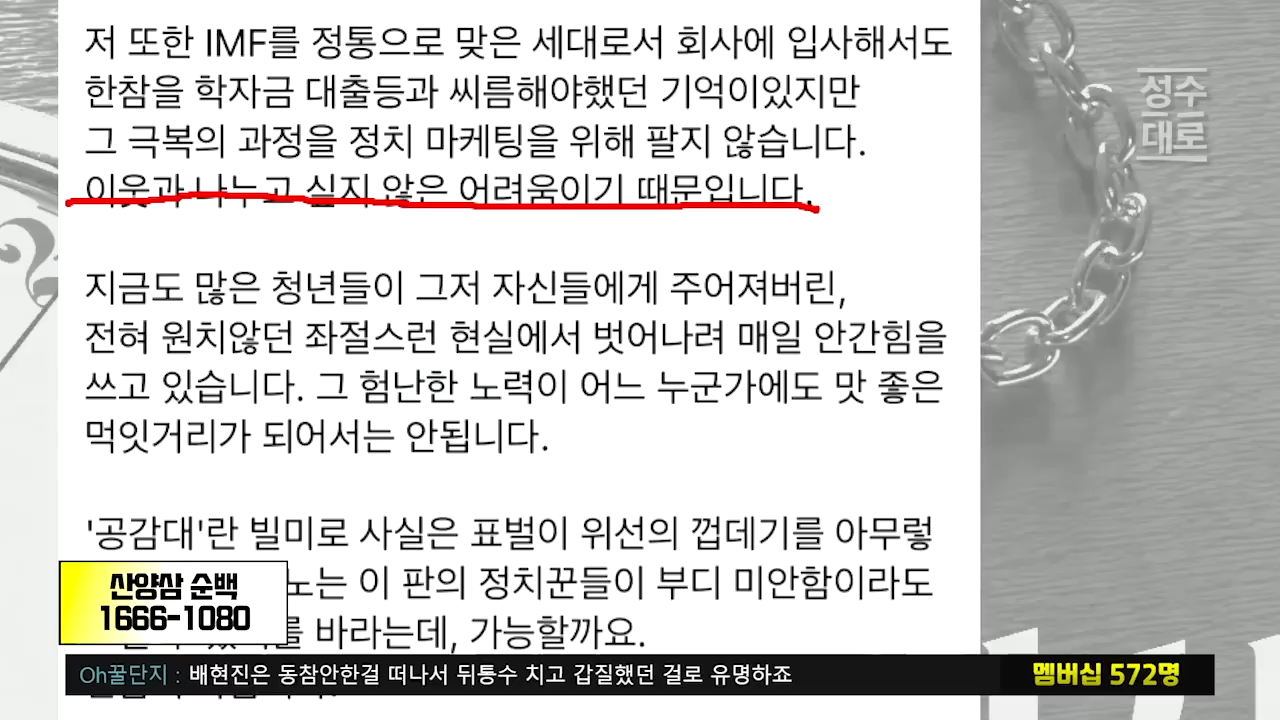 저 또한 IMF를 정통으로 맞은 세대로서 회사에 입사해서도
한참을 학자금 대출등과 씨름해야했던 기억이있지만
그 극복의 과정을 정치 마케팅을 위해 팔지 않습니다.
이웃과 나누고 싶지 않은 어려움이기 때문입니다.
지금도 많은 청년들이 그저 자신들에게 주어져버린,
전혀 원치않던 좌절스런 현실에서 벗어나려 매일 안간힘을
쓰고 있습니다. 그 험난한 노력이 어느 누군가에도 맛 좋은
먹잇거리가 되어서는 안됩니다.
'공감대'란 빌미로 사실은 표벌이 위선의 껍데기를 아무렇
노는 이 판의 정치꾼들이 부디 미안함이라도
를 바라는데, 가능할까요.
성수
대로
산양삼 순백
1666-1080
Oh꿀단지 : 배현진은 동참안한걸 떠나서 뒤통수 치고 갑질했던 걸로 유명하죠
멤버십 572명